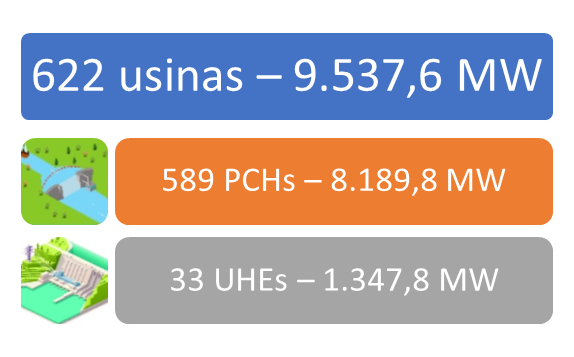 622 usinas – 9.537,6 MW
589 PCHs – 8.189,8 MW
33 UHEs – 1.347,8 MW